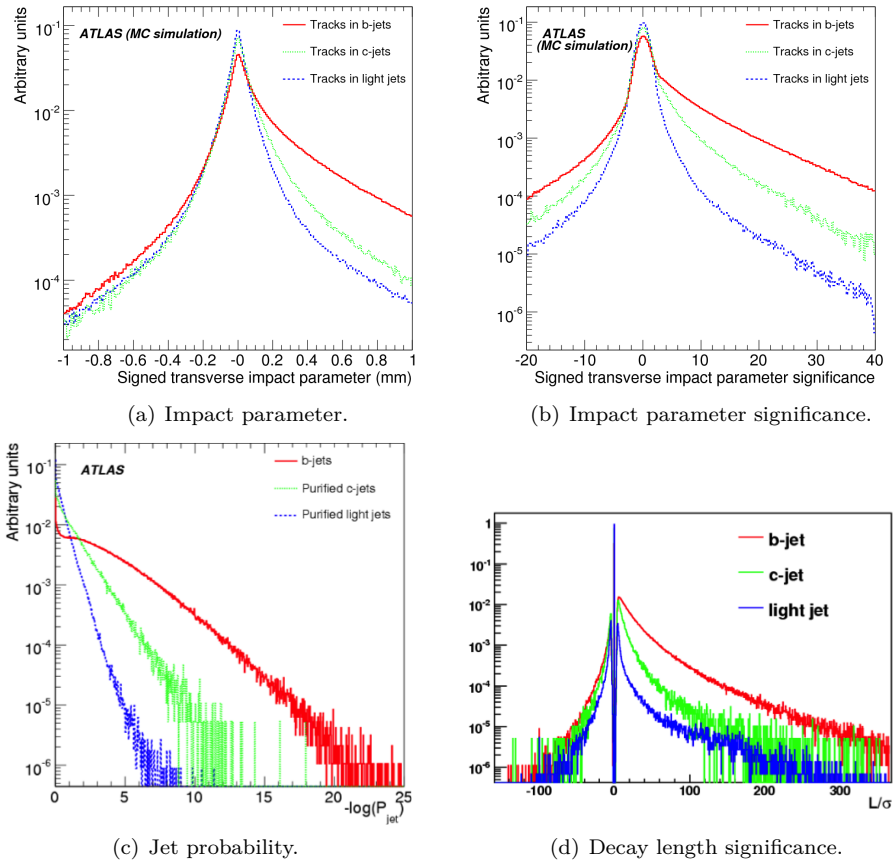 Arbitrary units
ATLAS (MC simulation)
Tracks in b-jets
Tracks in c-jets
Tracks in light jets
10^-1
10^-2
10^-3
10^-4
-1 -0.8 -0.6 -0.4 -0.2 -0 0.2 0.4 0.6 0.8 1
Signed transverse impact parameter (mm)
(a) Impact parameter.
Arbitrary units
ATLAS
(MC simulation)
Tracks in b-jets
Tracks in c-jets
Tracks in light jets
10^-1
10^-2
10^-3
10^-4
10^-5
10^-6
-20 -10 0 10 20 30 40
Signed transverse impact parameter significance
(b) Impact parameter significance.
Arbitrary units
ATLAS
b-jets
Purified c-jets
Purified light jets
10^-1
10^-2
10^-3
10^-4
10^-5
10^-6
0 5 10 15 20 25
-log(P_jet)
(c) Jet probability.
b-jet
c-jet
light jet
1
10^-1
10^-2
10^-3
10^-4
10^-5
10^-6
-100 0 100 200 300
L/σ
(d) Decay length significance.